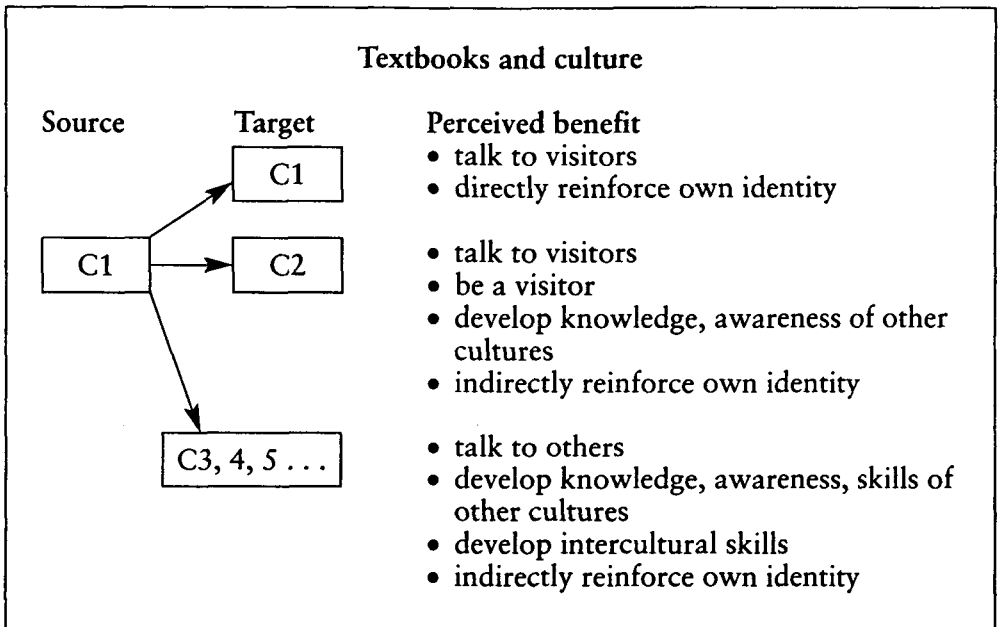 Textbooks and culture
Source Target Perceived benefit
C1
• talk to visitors
• directly reinforce own identity
C1
C2
• talk to visitors
• be a visitor
• develop knowledge, awareness of other
cultures
• indirectly reinforce own identity
C3, 4, 5 . . .
• talk to others
• develop knowledge, awareness, skills of
other cultures
• develop intercultural skills
• indirectly reinforce own identity